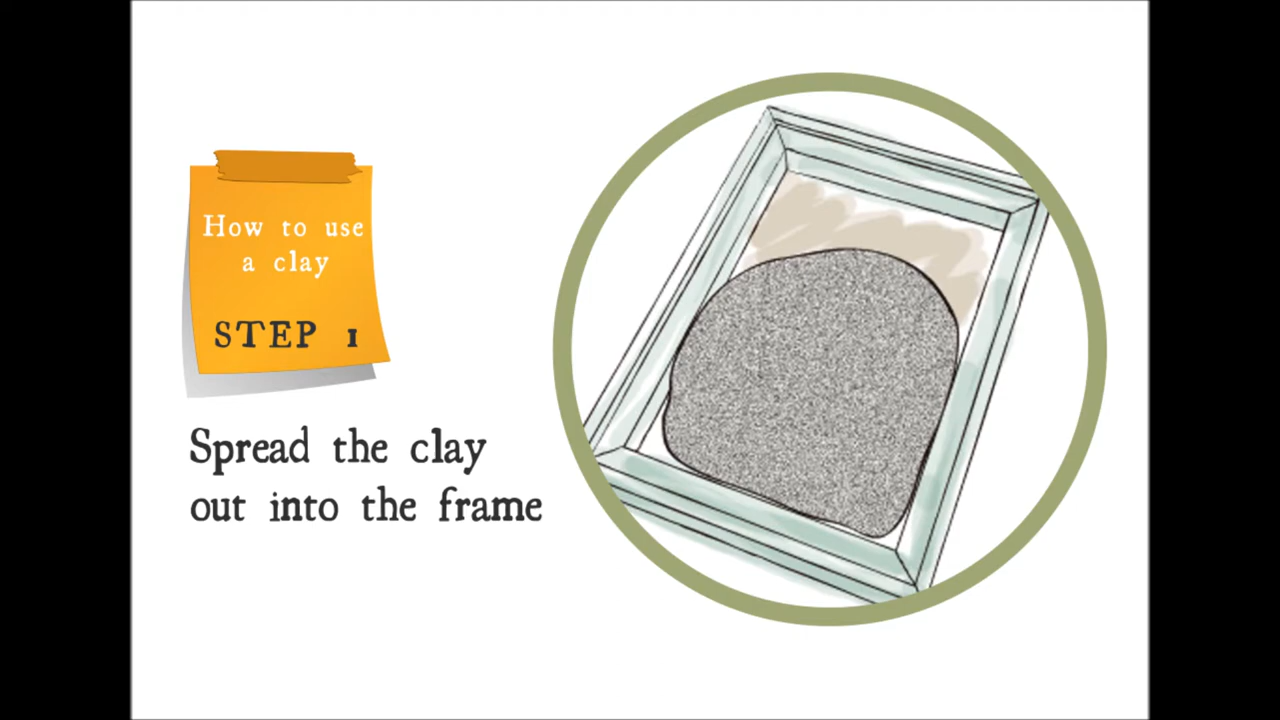 How to use
a clay
STEP 1
Spread the clay
out into the frame